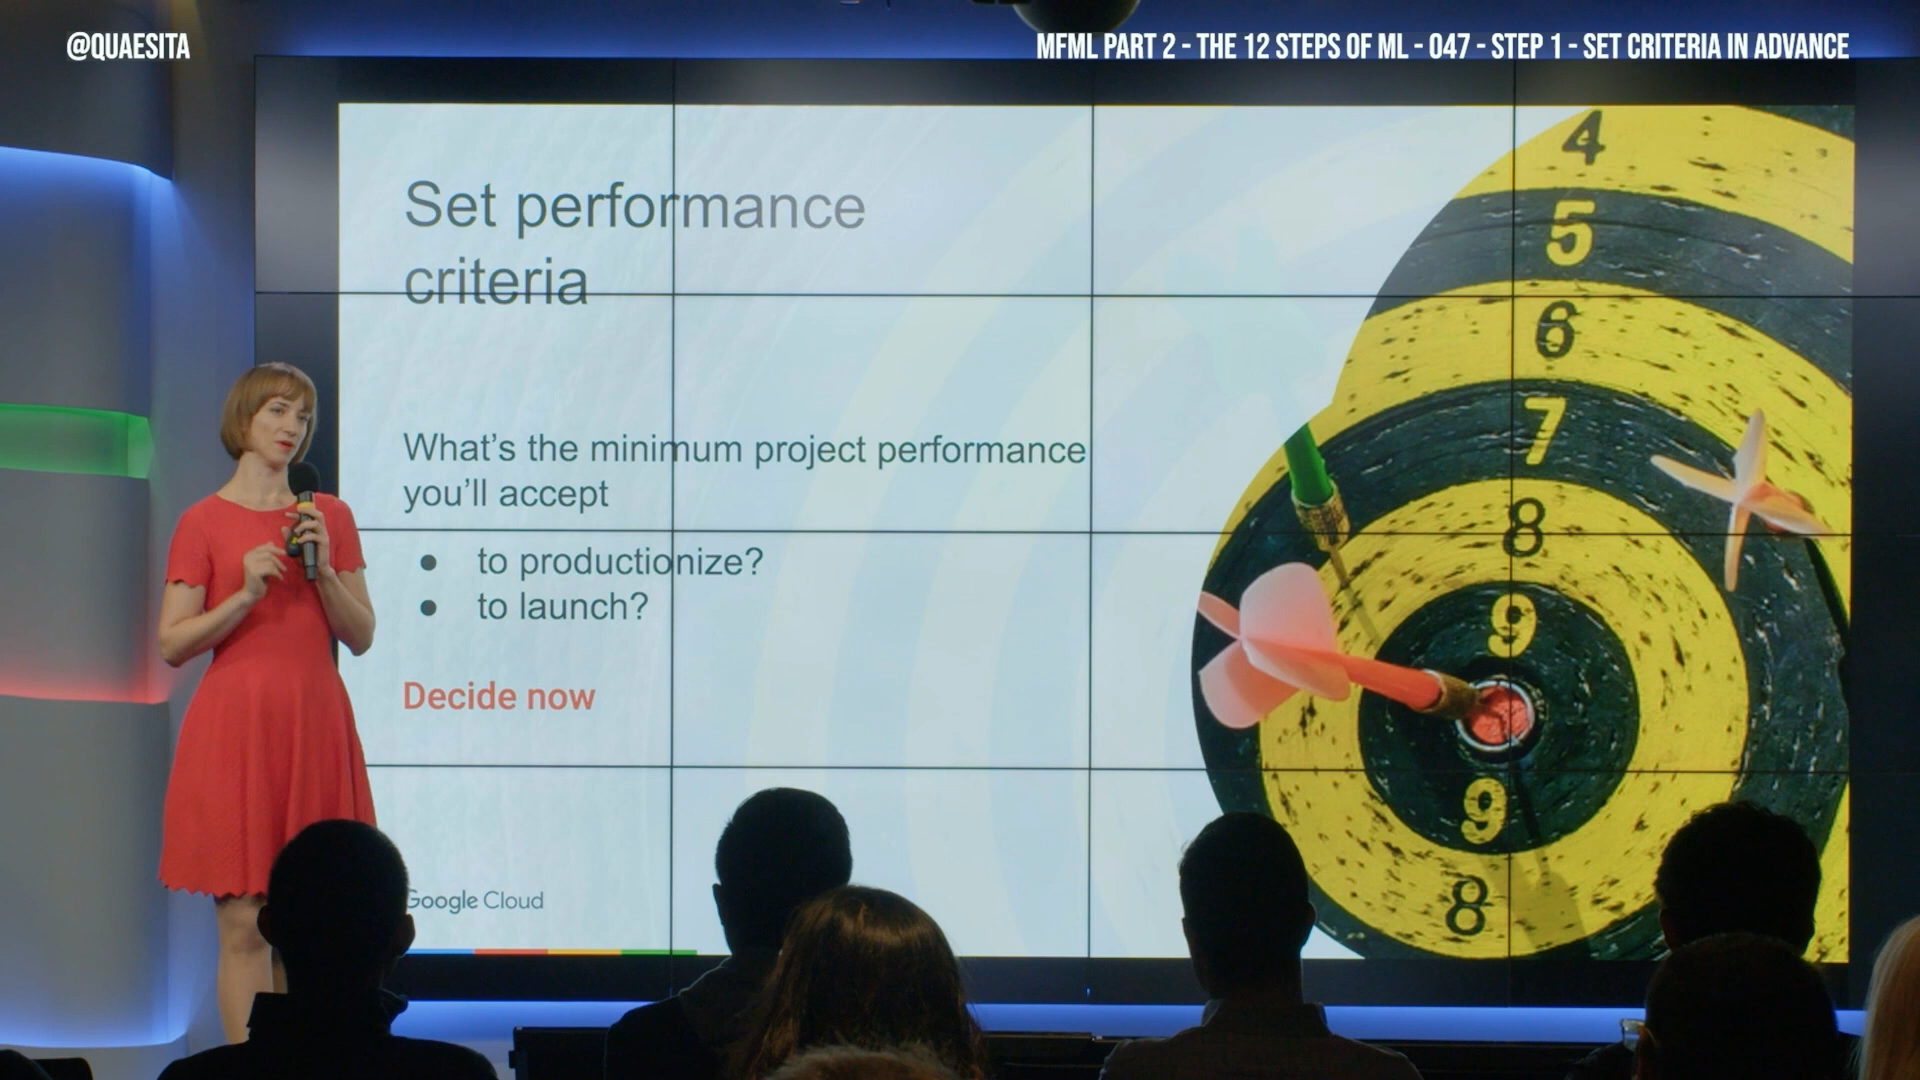 @QUAESITA
MFML PART 2 - THE 12 STEPS OF ML - 047 - STEP 1 - SET CRITERIA IN ADVANCE
Set performance
criteria
What's the minimum project performance
you'll accept
● to productionize?
● to launch?
Decide now
Google Cloud
4
5
6
7
8
9
9
8